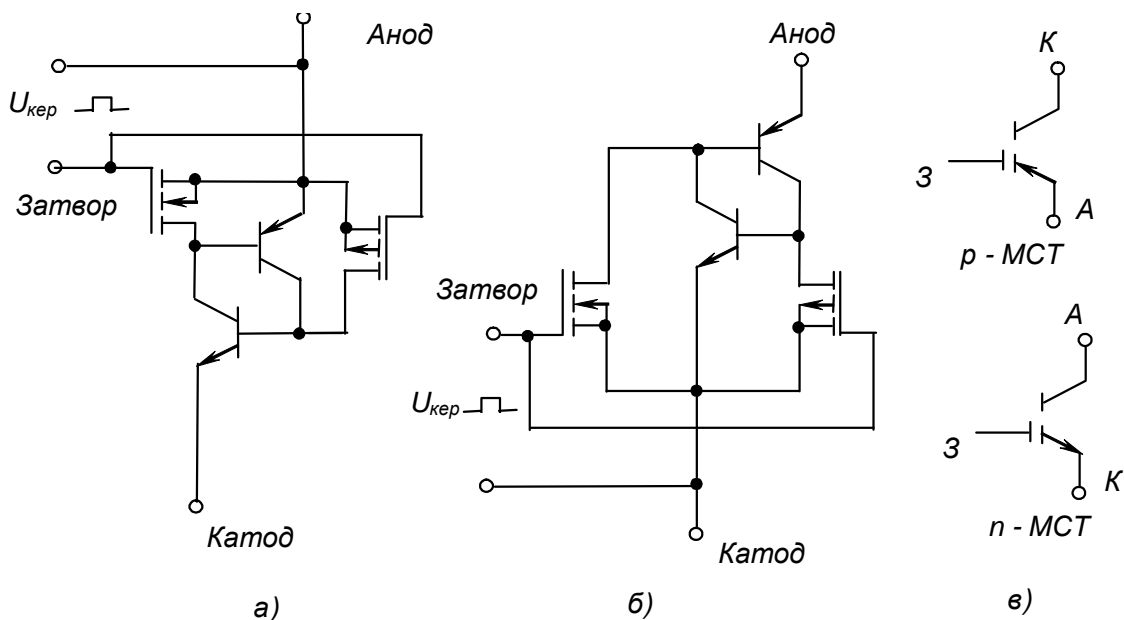 Анод
Uкер
Затвор
Катод
а)
Анод
Затвор
Uкер
Катод
б)
К
З
А
p - МСТ
А
З
К
n - МСТ
в)